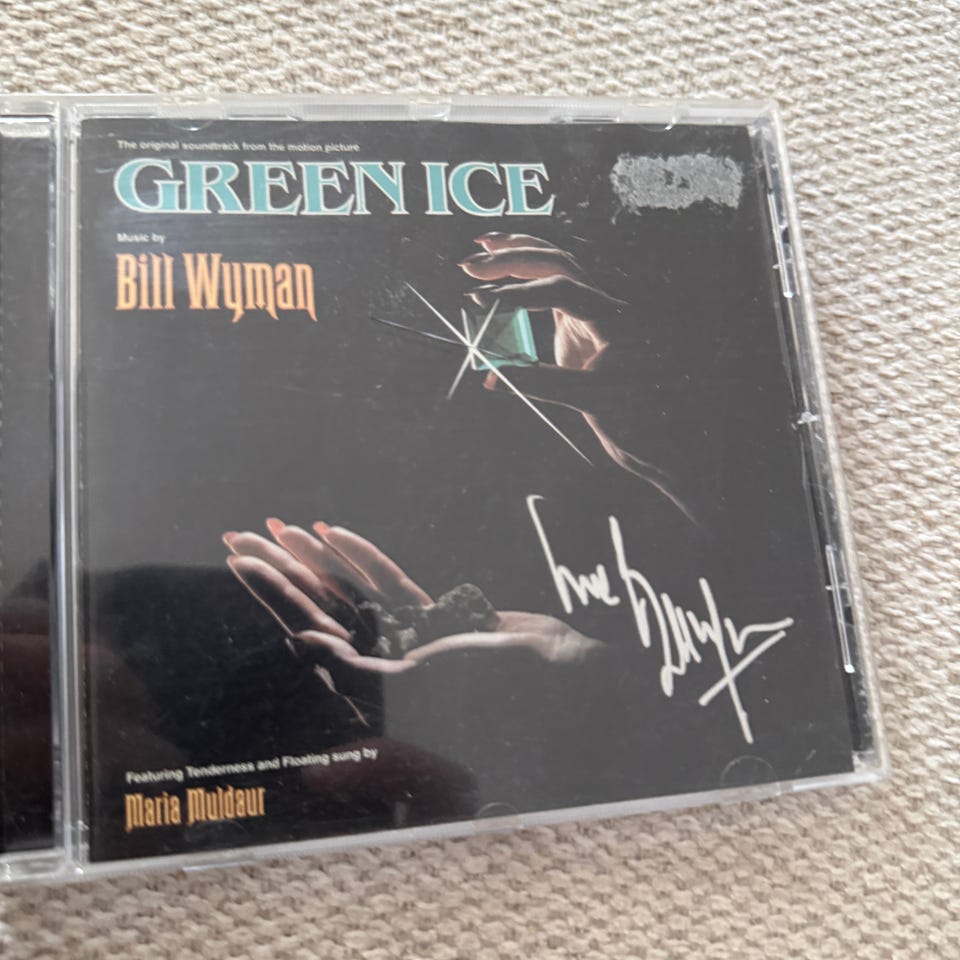 The original soundtrack from the motion picture
GREEN ICE
Music by
Bill Wyman
Featuring Tenderness and Floating sung by
Maria Muldaur